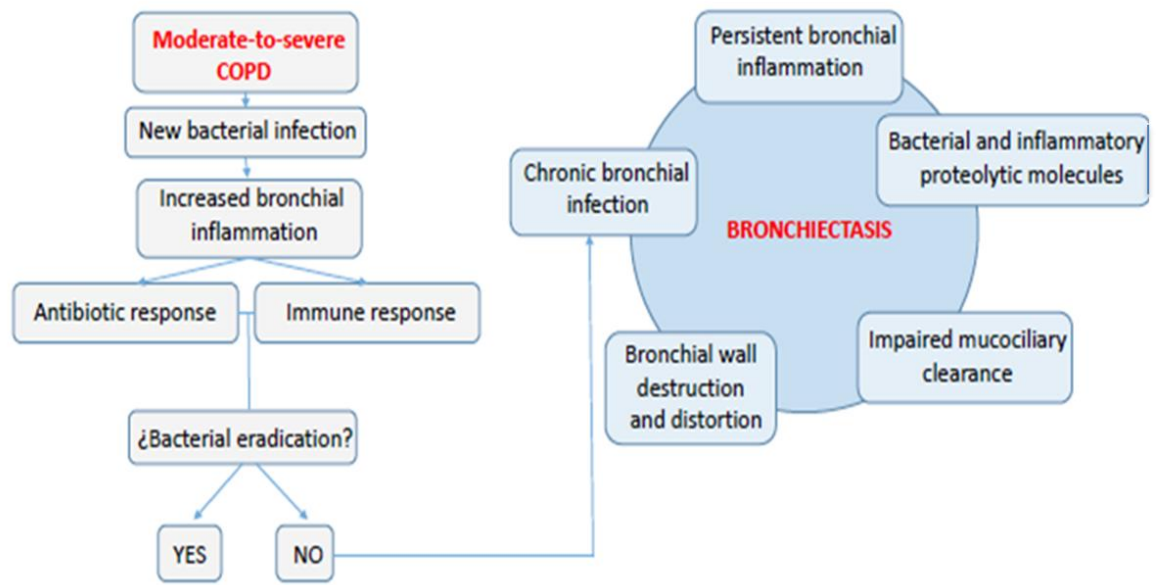 Moderate-to-severe
COPD
New bacterial infection
Increased bronchial
inflammation
Antibiotic response
Immune response
¿Bacterial eradication?
YES
NO
Persistent bronchial
inflammation
Bacterial and inflammatory
proteolytic molecules
Chronic bronchial
infection
BRONCHIECTASIS
Impaired mucociliary
clearance
Bronchial wall
destruction
and distortion